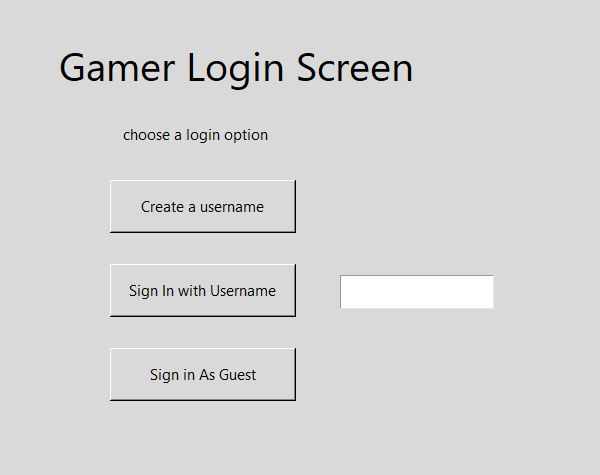 Gamer Login Screen
choose a login option
Create a username
Sign In with Username
Sign in As Guest